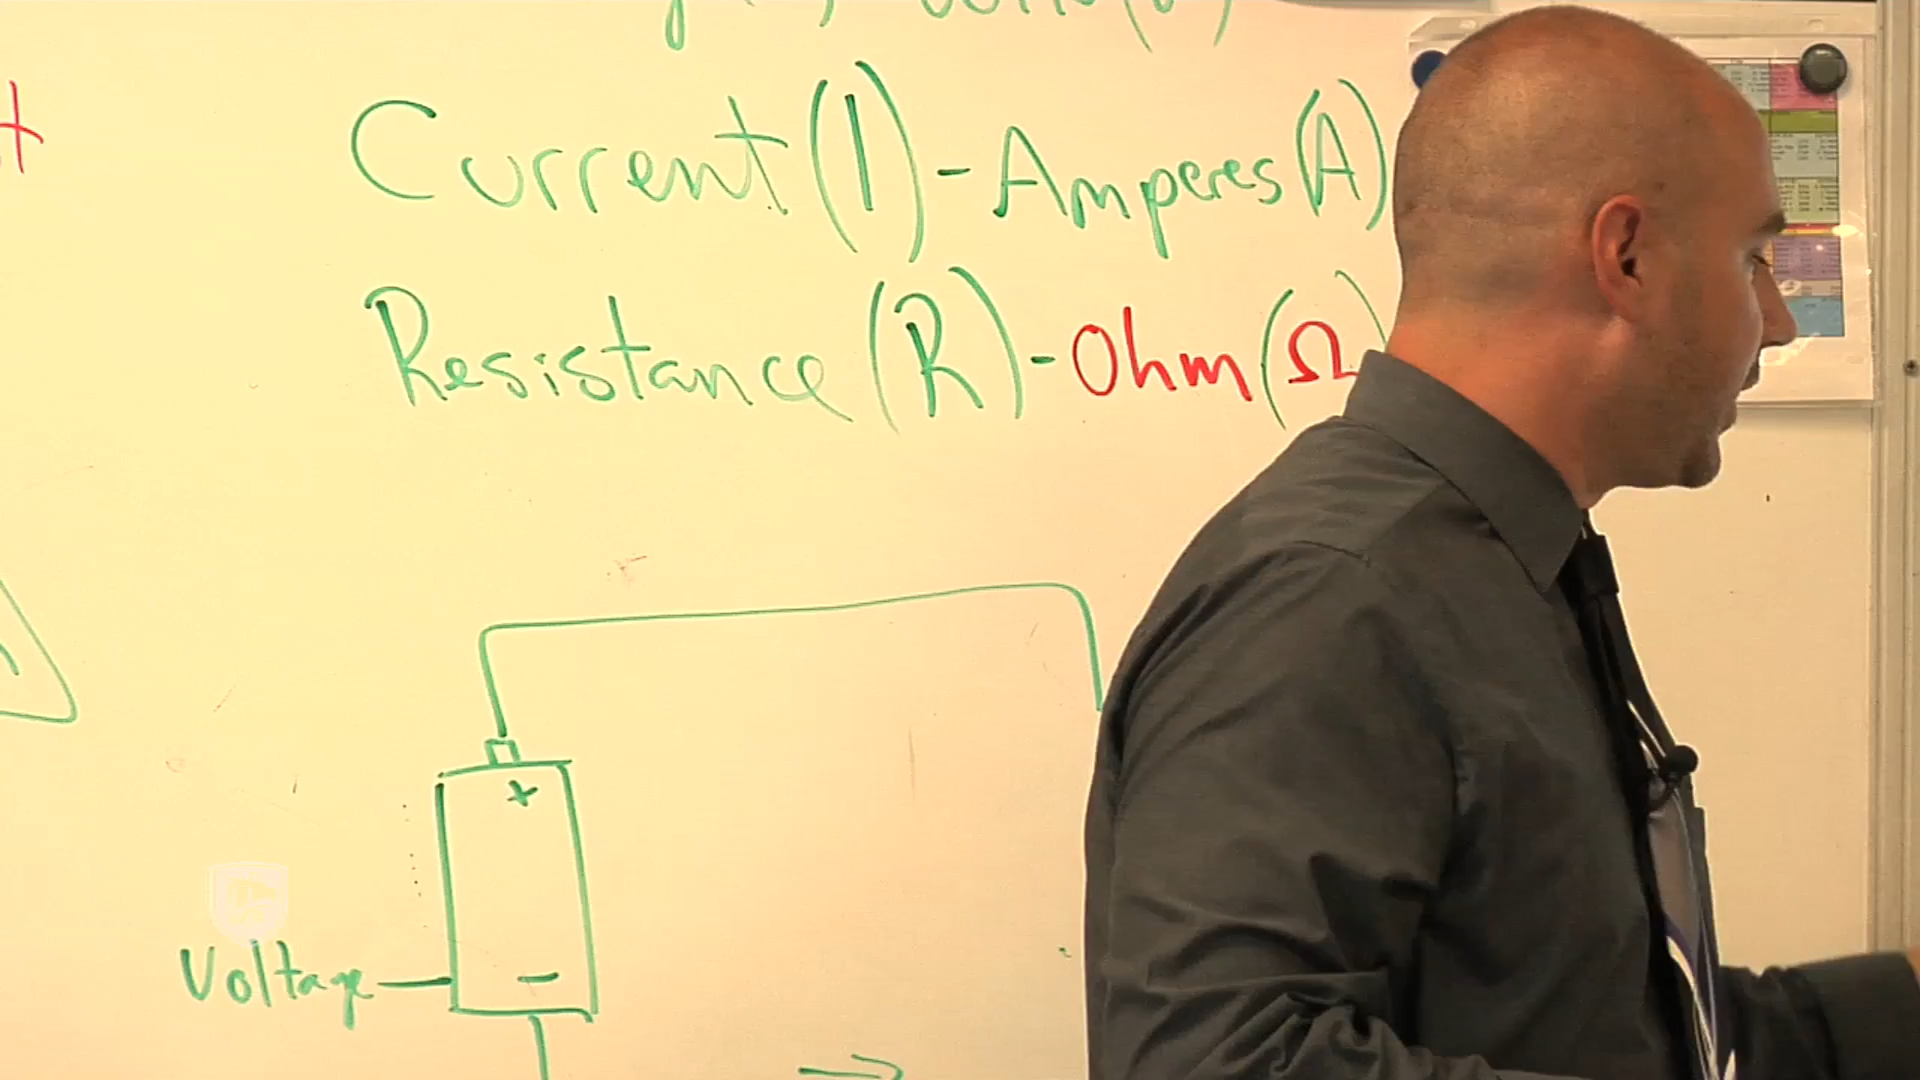 Current (I) - Amperes (A)
Resistance (R) - Ohm (Ω)
+
Voltage
-